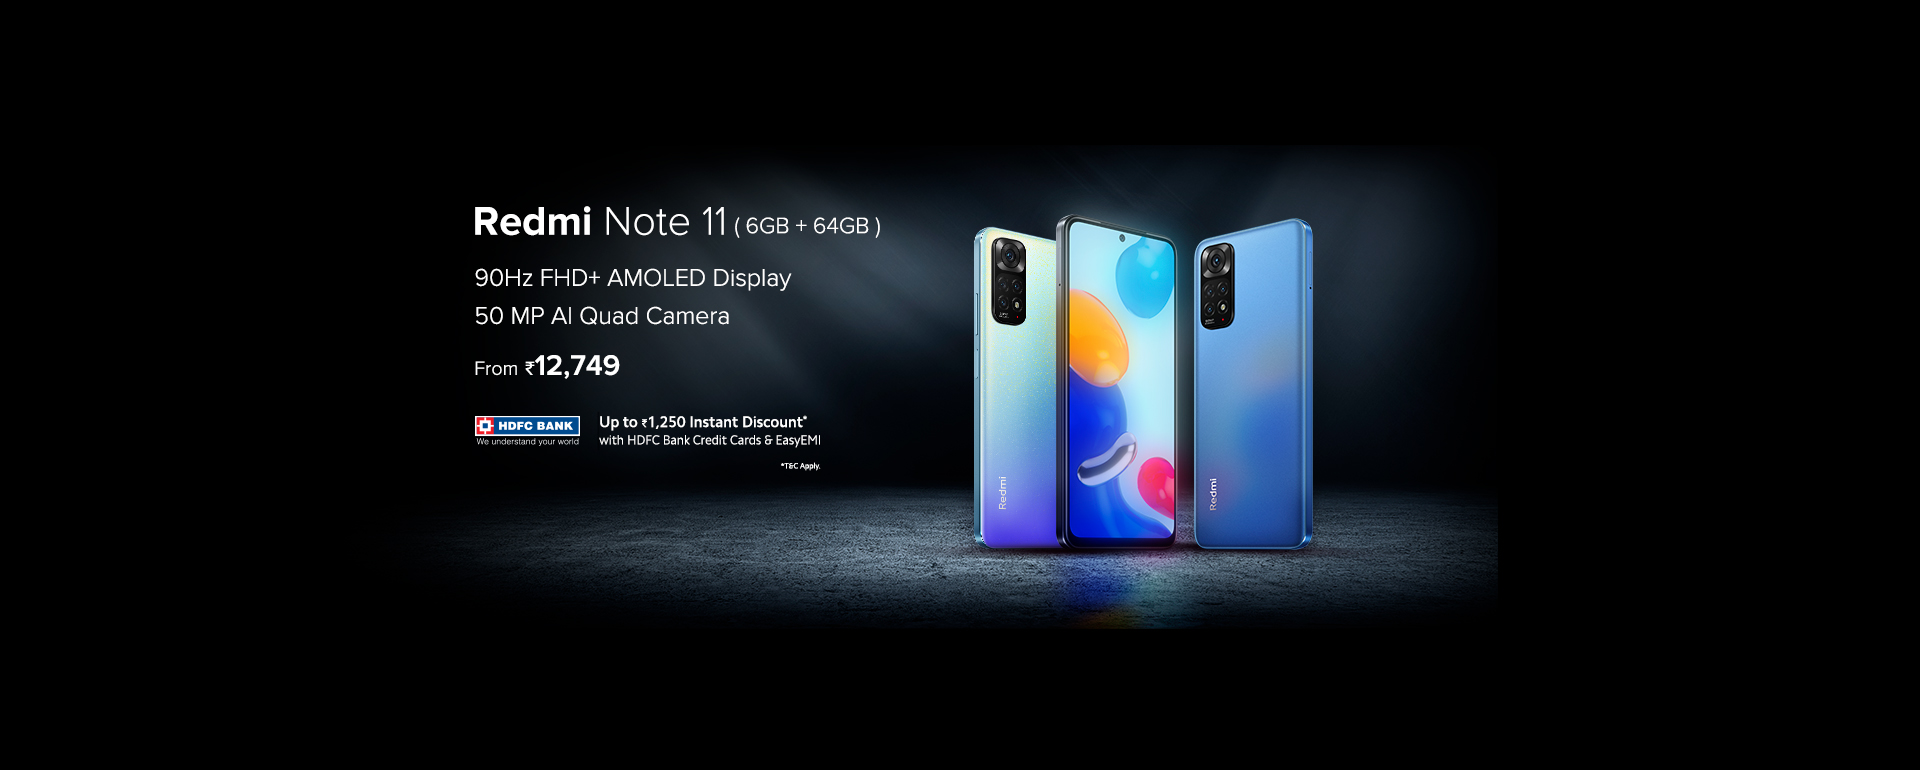 Redmi Note 11 ( 6GB + 64GB )
90Hz FHD+ AMOLED Display
50 MP AI Quad Camera
From ₹12,749
HDFC BANK
We understand your world
Up to ₹1,250 Instant Discount*
with HDFC Bank Credit Cards & EasyEMI
*T&C Apply.
Redmi
Redmi